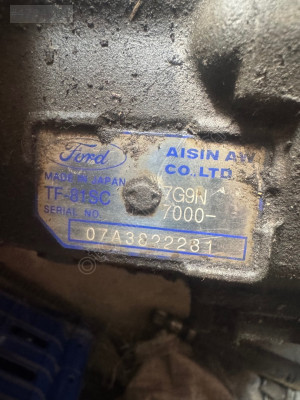 Ford
AISIN AW
CO.,LTD.
MADE IN JAPAN
TF-81SC
7G9N
7000-
SERIAL NO.
07A3822281